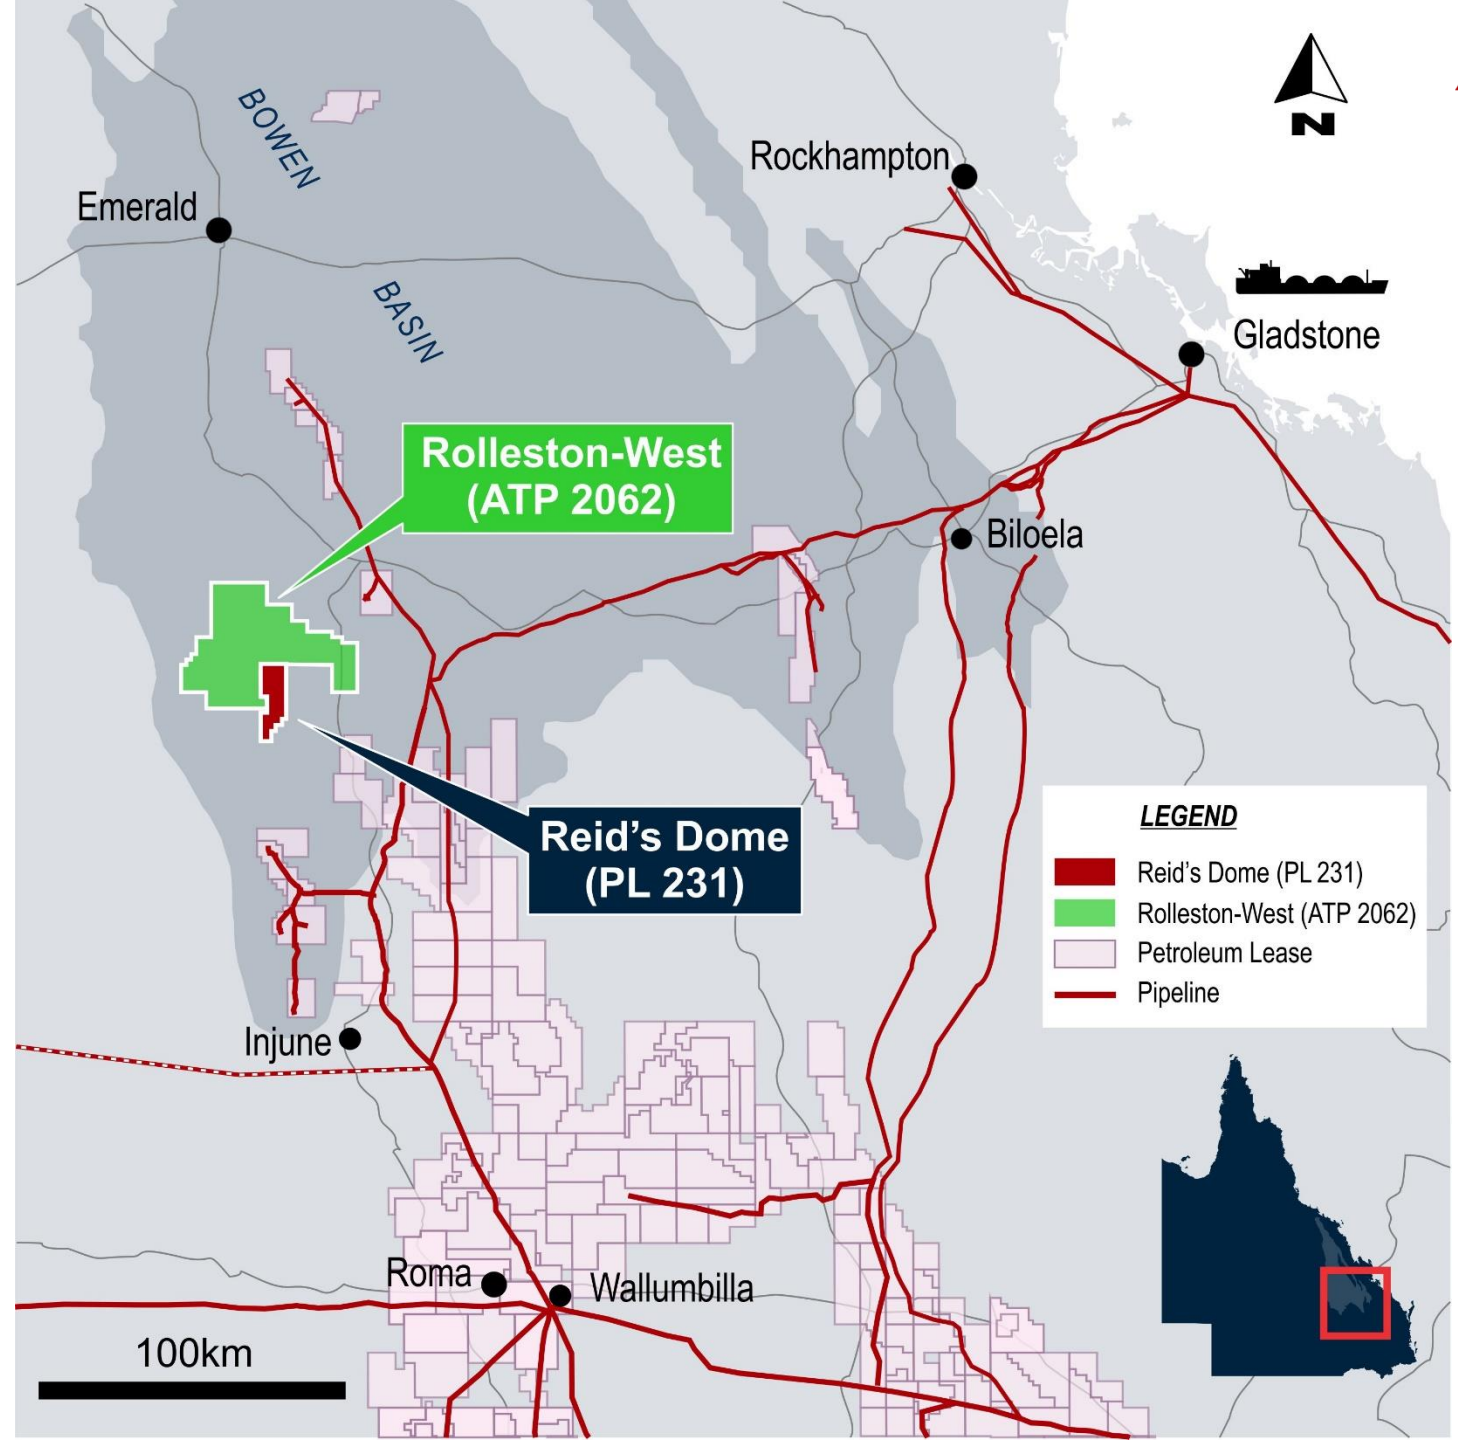 BOWEN
Rockhampton
N
Emerald
BASIN
Gladstone
Rolleston-West
(ATP 2062)
Biloela
Reid's Dome
(PL 231)
LEGEND
Reid's Dome (PL 231)
Rolleston-West (ATP 2062)
Petroleum Lease
Pipeline
Injune
Roma
Wallumbilla
100km